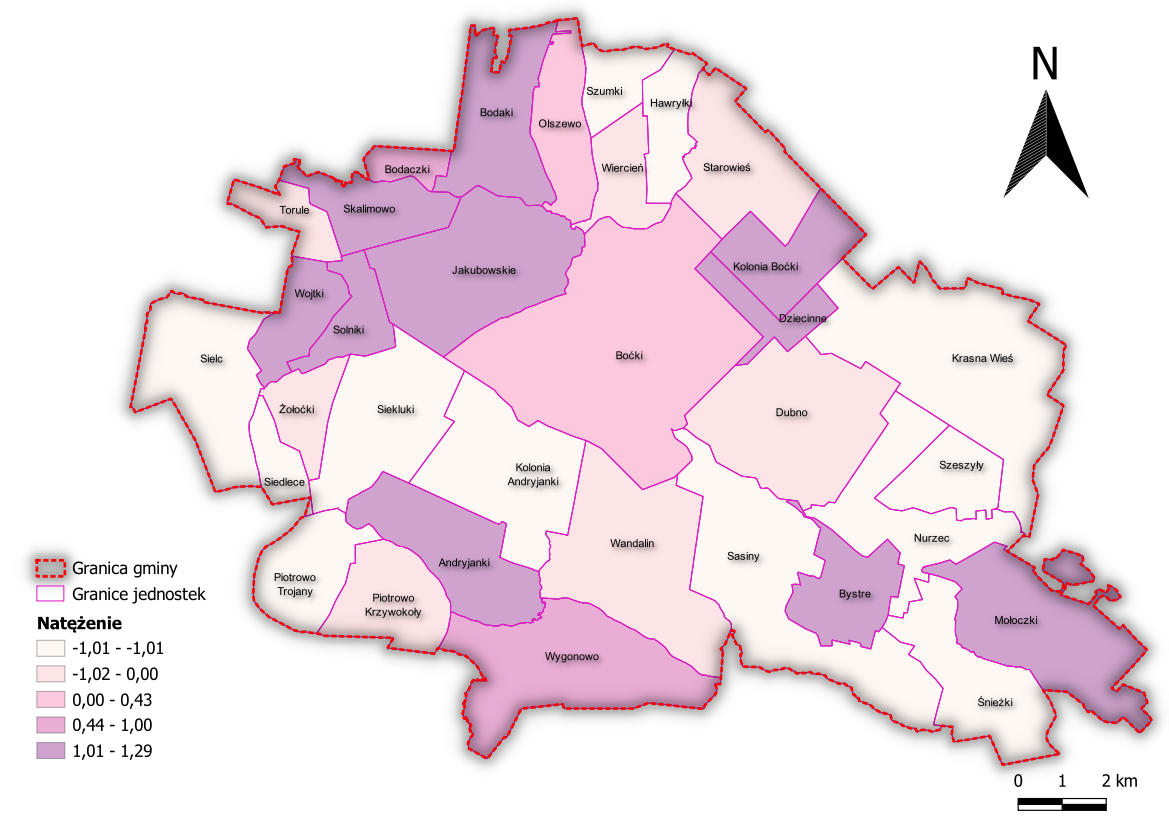 N
Szumki
Hawryłki
Bodaki
Olszewo
Bodaczki
Wiercień
Starowieś
Torule
Skalimowo
Jakubowskie
Kolonia Boćki
Wojtki
Dziecinne
Solniki
Sielc
Boćki
Krasna Wieś
Żołoćki
Siekluki
Dubno
Szeszyły
Siedlece
Kolonia
Andryjanki
Nurzec
Wandalin
Sasiny
Andryjanki
Piotrowo
Trojany
Piotrowo
Krzywokoły
Bystre
Mołoczki
Wygonowo
Śnieżki
Granica gminy
Granice jednostek
Natężenie
-1,01 - -1,01
-1,02 - 0,00
0,00 - 0,43
0,44 - 1,00
1,01 - 1,29
0 1 2 km